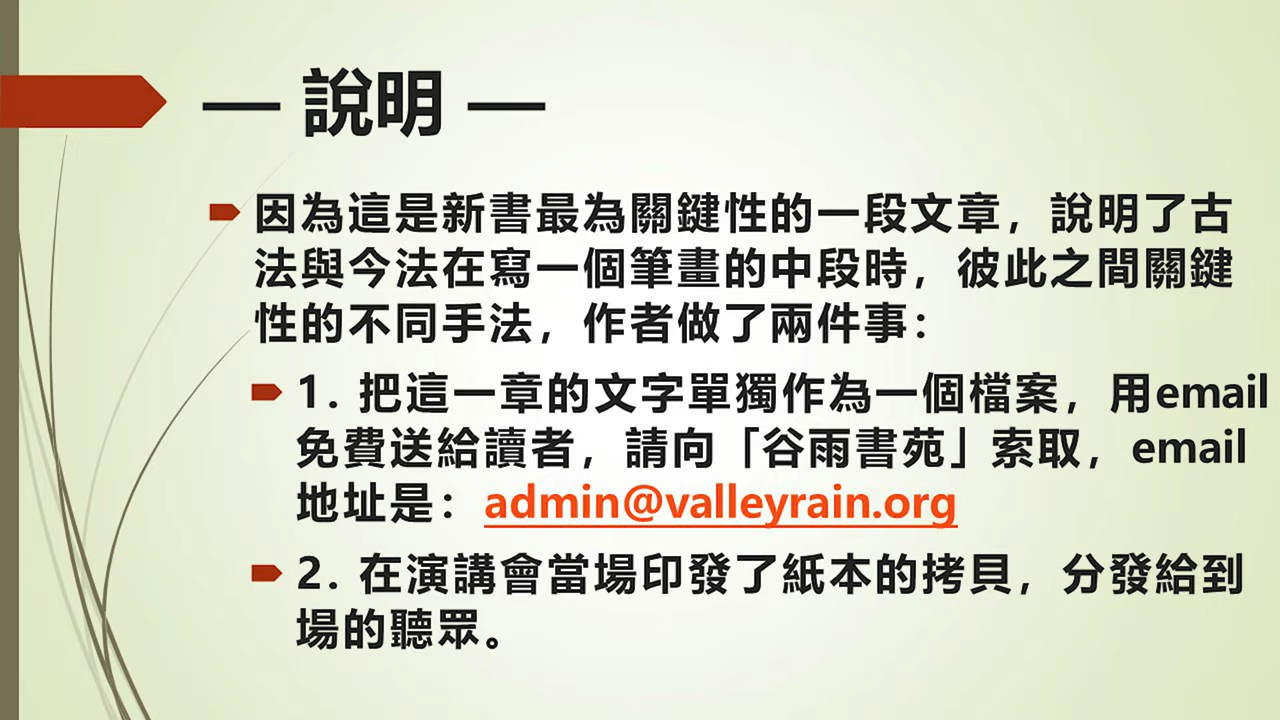 — 說明 —
因為這是新書最為關鍵性的一段文章，說明了古
法與今法在寫一個筆畫的中段時，彼此之間關鍵
性的不同手法，作者做了兩件事：
1. 把這一章的文字單獨作為一個檔案，用email
免費送給讀者，請向「谷雨書苑」索取，email
地址是：admin@valleyrain.org
2. 在演講會當場印發了紙本的拷貝，分發給到
場的聽眾。